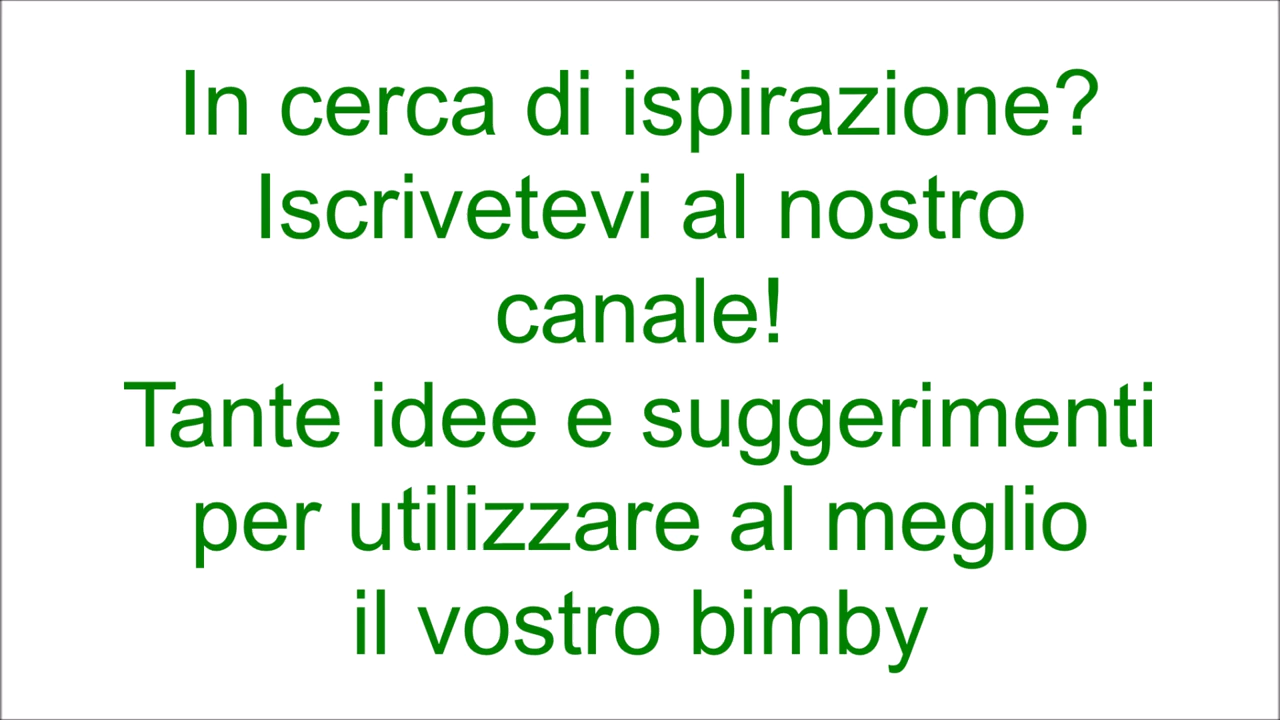 In cerca di ispirazione?
Iscrivetevi al nostro
canale!
Tante idee e suggerimenti
per utilizzare al meglio
il vostro bimby